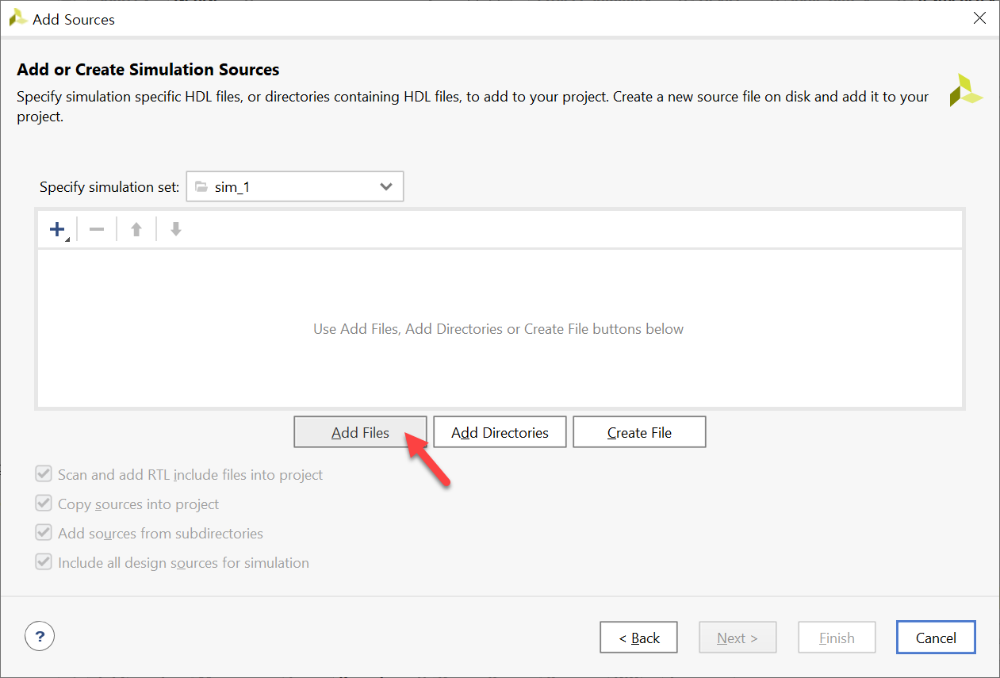 Add Sources
Add or Create Simulation Sources
Specify simulation specific HDL files, or directories containing HDL files, to add to your project. Create a new source file on disk and add it to your
project.
Specify simulation set: sim_1
Use Add Files, Add Directories or Create File buttons below
Add Files Add Directories Create File
Scan and add RTL include files into project
Copy sources into project
Add sources from subdirectories
Include all design sources for simulation
? < Back Next > Finish Cancel